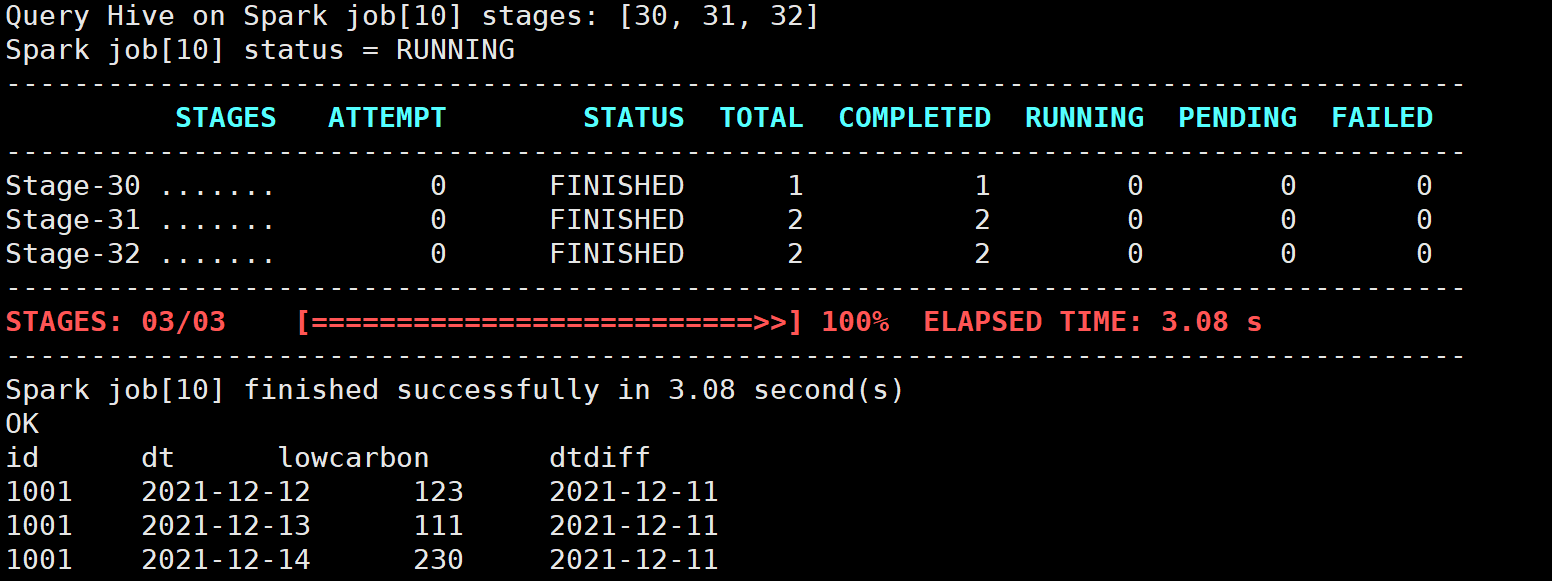 Query Hive on Spark job[10] stages: [30, 31, 32]
Spark job[10] status = RUNNING
--------------------------------------------------------------------------------------
          STAGES   ATTEMPT        STATUS  TOTAL  COMPLETED  RUNNING  PENDING  FAILED
--------------------------------------------------------------------------------------
Stage-30 .......         0      FINISHED      1          1        0        0       0
Stage-31 .......         0      FINISHED      2          2        0        0       0
Stage-32 .......         0      FINISHED      2          2        0        0       0
--------------------------------------------------------------------------------------
STAGES: 03/03    [==========================>>] 100%  ELAPSED TIME: 3.08 s
--------------------------------------------------------------------------------------
Spark job[10] finished successfully in 3.08 second(s)
OK
id      dt      lowcarbon       dtdiff
1001    2021-12-12      123     2021-12-11
1001    2021-12-13      111     2021-12-11
1001    2021-12-14      230     2021-12-11